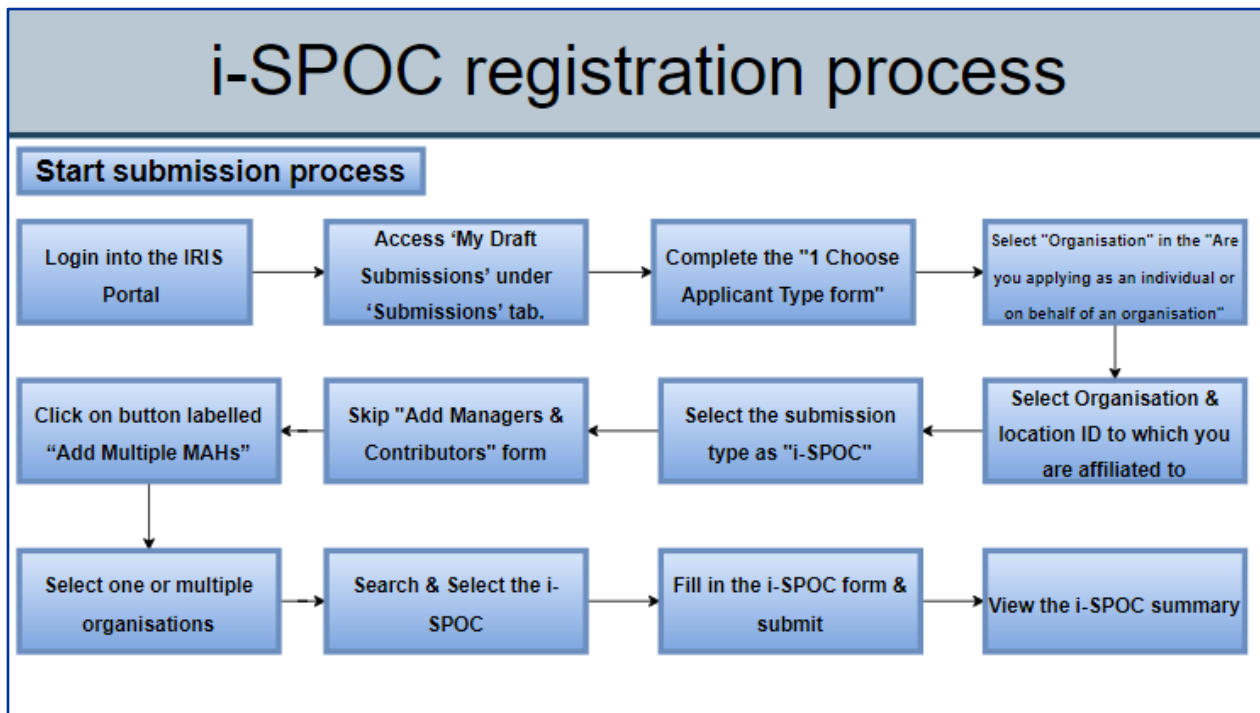 i-SPOC registration process
Start submission process
Login into the IRIS
Portal
Access ‘My Draft
Submissions’ under
‘Submissions’ tab.
Complete the "1 Choose
Applicant Type form"
Select "Organisation" in the "Are
you applying as an individual or
on behalf of an organisation"
Select Organisation &
location ID to which you
are affiliated to
Select the submission
type as "i-SPOC"
Skip "Add Managers &
Contributors" form
Click on button labelled
“Add Multiple MAHs”
Select one or multiple
organisations
Search & Select the i-
SPOC
Fill in the i-SPOC form &
submit
View the i-SPOC summary